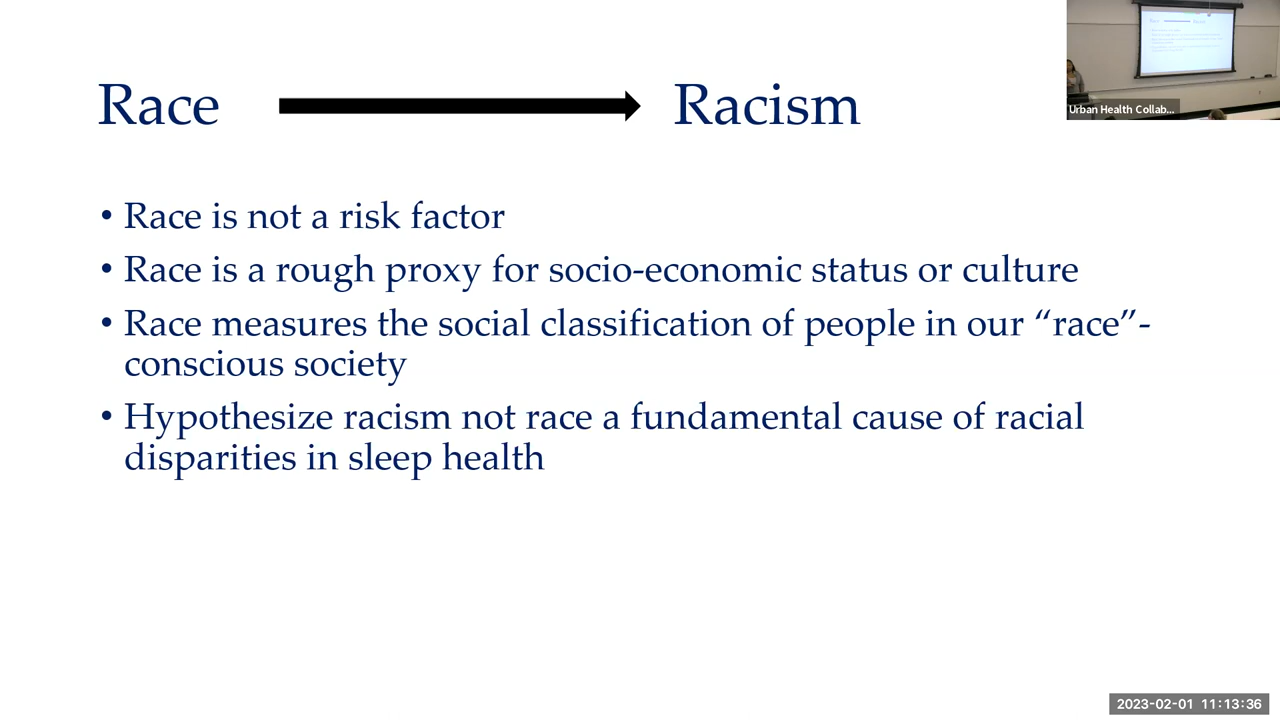 Race Racism
• Race is not a risk factor
• Race is a rough proxy for socio-economic status or culture
• Race measures the social classification of people in our “race”-
conscious society
• Hypothesize racism not race a fundamental cause of racial
disparities in sleep health
Urban Health Collab...
2023-02-01 11:13:36